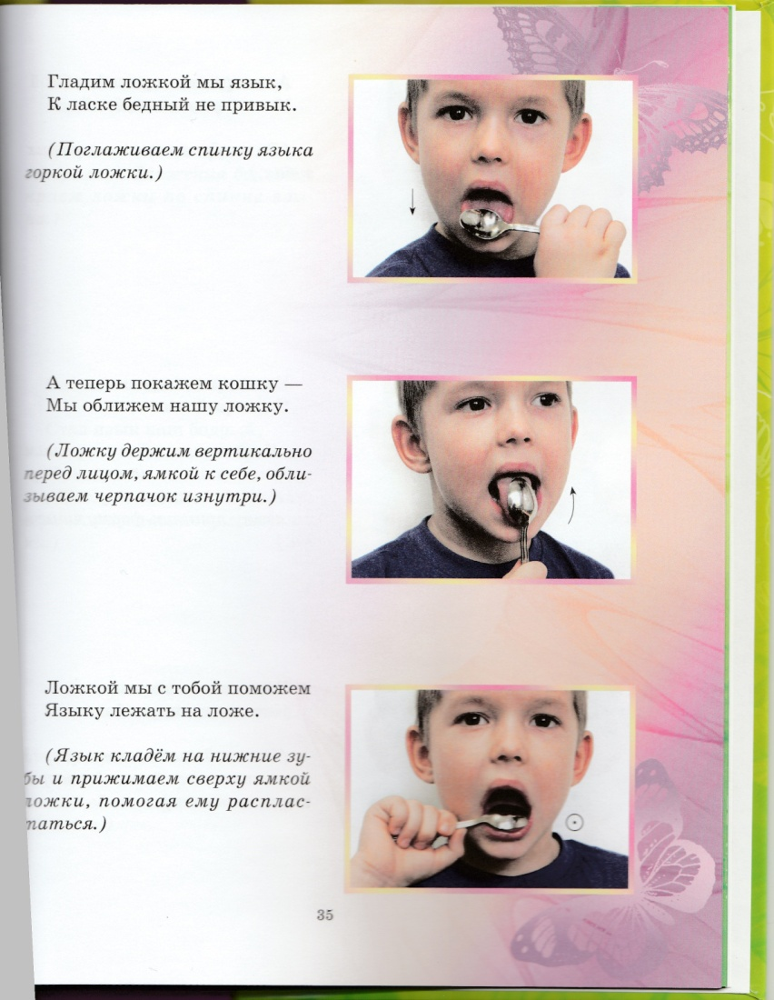 Гладим ложкой мы язык,
К ласке бедный не привык.
(Поглаживаем спинку языка
горкой ложки.)
А теперь покажем кошку —
Мы оближем нашу ложку.
(Ложку держим вертикально
перед лицом, ямкой к себе, обли-
зываем черпачок изнутри.)
Ложкой мы с тобой поможем
Языку лежать на ложе.
(Язык кладём на нижние зу-
бы и прижимаем сверху ямкой
ложки, помогая ему распластаться.)
35